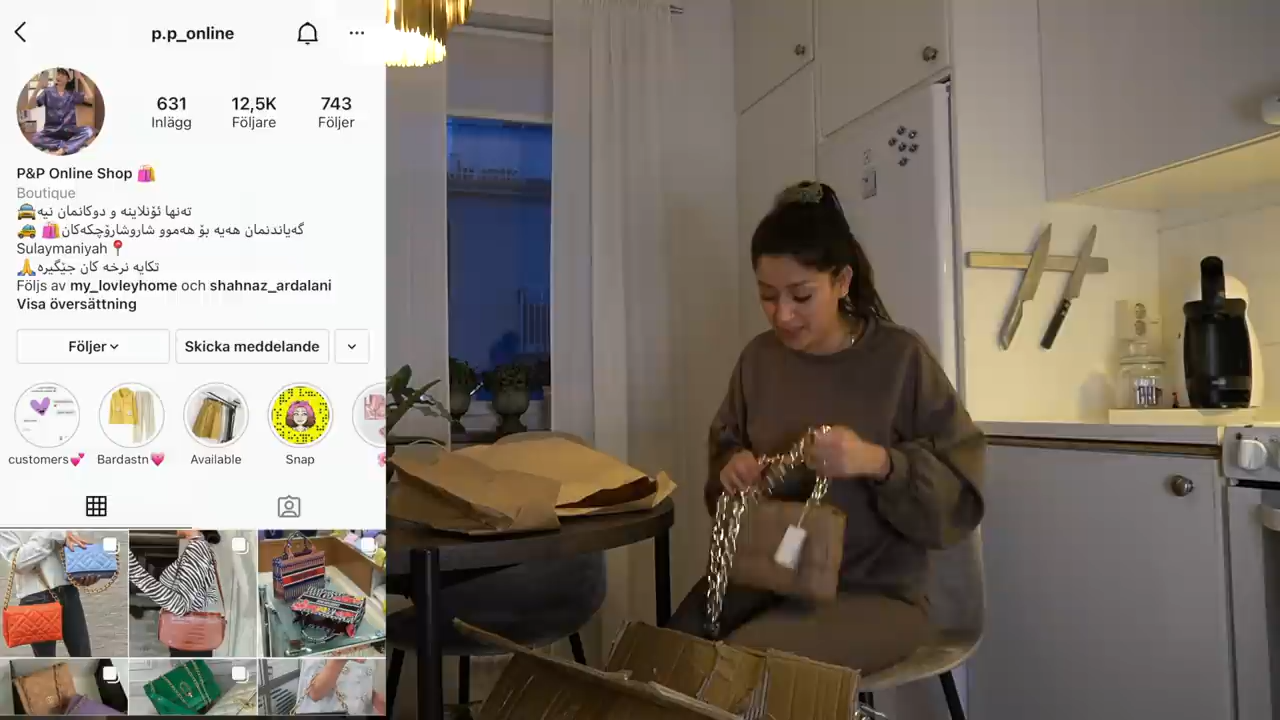 p.p_online
631
12,5K
743
Inlägg
Följare
Följer
P&P Online Shop 🛍️
Boutique
🚖تەنها ئۆنلاینە و دوکانمان نیە
🚕🛍️گەیاندنمان هەیە بۆ هەموو شاروشارۆچکەکان
Sulaymaniyah📍
🙏تکایە نرخە کان جێگیرە
Följs av my_lovleyhome och shahnaz_ardalani
Visa översättning
Följer
Skicka meddelande
customers💕
Bardastn💗
Available
Snap